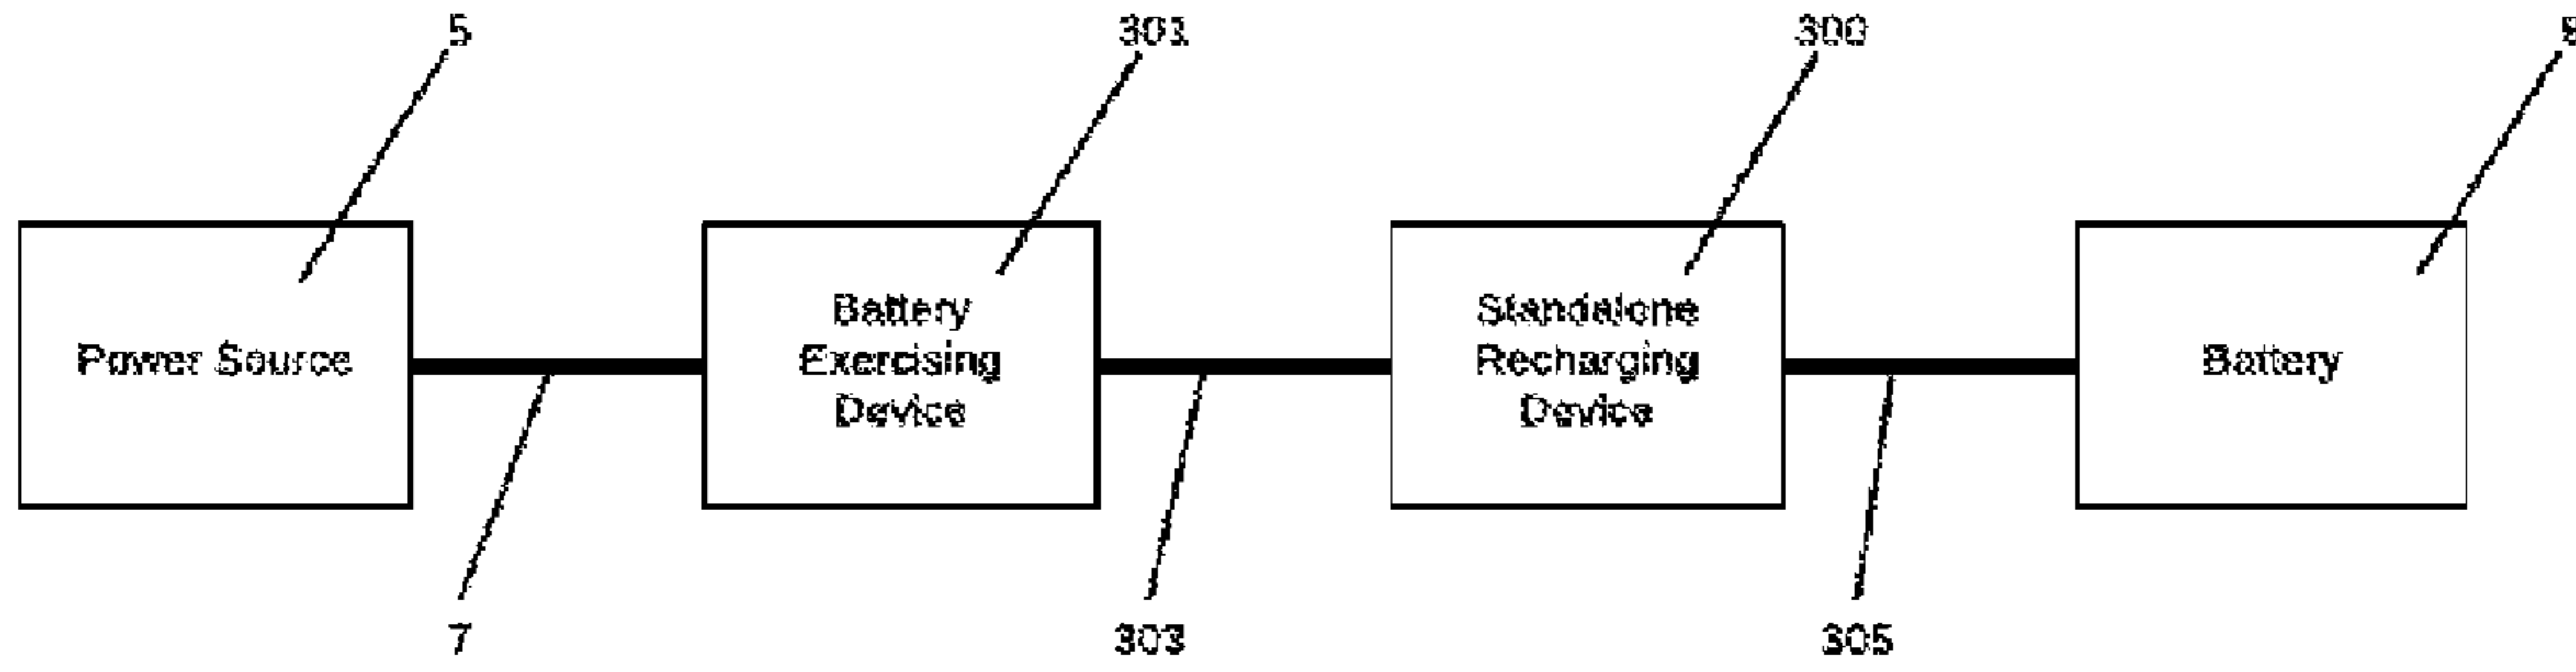 5
301
300
Power Source
Battery
Exercising
Device
Standalone
Recharging
Device
Battery
7
303
305